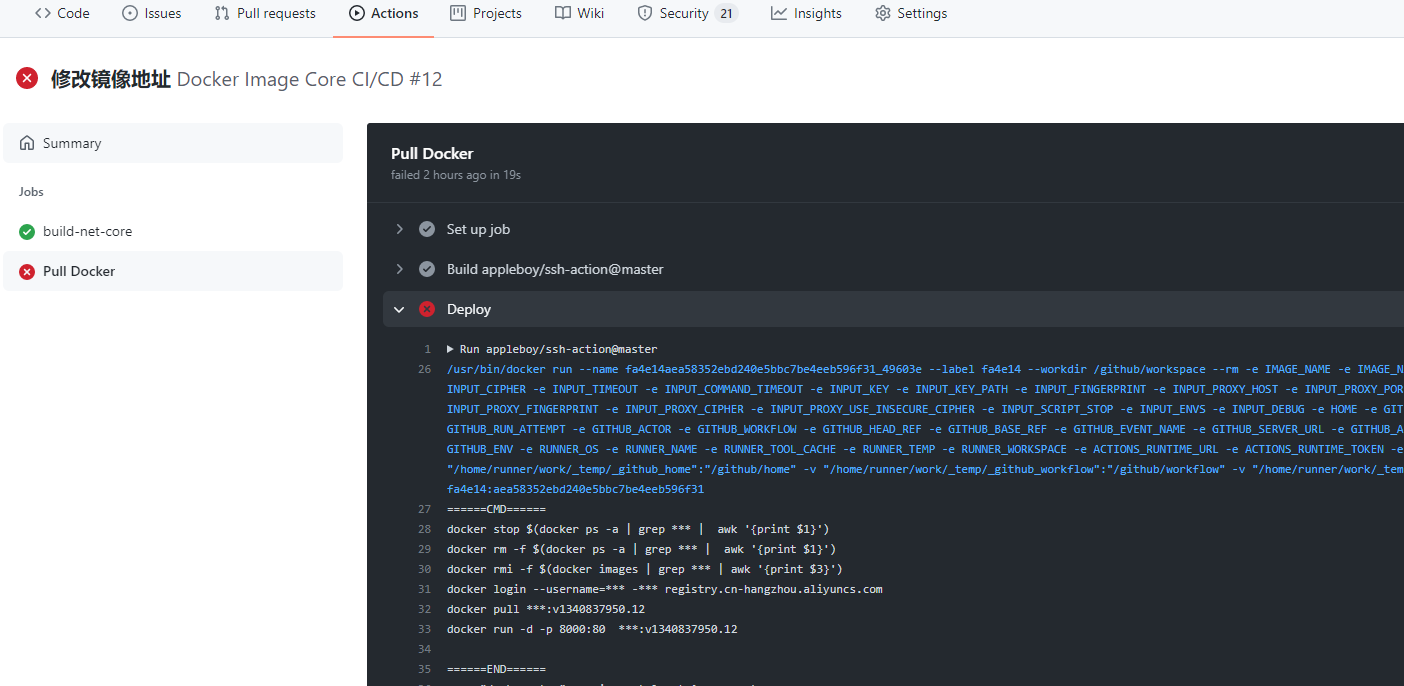 Code Issues Pull requests Actions Projects Wiki Security 21 Insights Settings
修改镜像地址 Docker Image Core CI/CD #12
Summary
Jobs
build-net-core
Pull Docker
Pull Docker
failed 2 hours ago in 19s
Set up job
Build appleboy/ssh-action@master
Deploy
1 Run appleboy/ssh-action@master
26 /usr/bin/docker run --name fa4e14aea58352ebd240e5bbc7be4eeb596f31_49603e --label fa4e14 --workdir /github/workspace --rm -e IMAGE_NAME -e IMAGE_N
INPUT_CIPHER -e INPUT_TIMEOUT -e INPUT_COMMAND_TIMEOUT -e INPUT_KEY -e INPUT_KEY_PATH -e INPUT_FINGERPRINT -e INPUT_PROXY_HOST -e INPUT_PROXY_POR
INPUT_PROXY_FINGERPRINT -e INPUT_PROXY_CIPHER -e INPUT_PROXY_USE_INSECURE_CIPHER -e INPUT_SCRIPT_STOP -e INPUT_ENVS -e INPUT_DEBUG -e HOME -e GIT
GITHUB_RUN_ATTEMPT -e GITHUB_ACTOR -e GITHUB_WORKFLOW -e GITHUB_HEAD_REF -e GITHUB_BASE_REF -e GITHUB_EVENT_NAME -e GITHUB_SERVER_URL -e GITHUB_A
GITHUB_ENV -e RUNNER_OS -e RUNNER_NAME -e RUNNER_TOOL_CACHE -e RUNNER_TEMP -e RUNNER_WORKSPACE -e ACTIONS_RUNTIME_URL -e ACTIONS_RUNTIME_TOKEN -e
"/home/runner/work/_temp/_github_home":"/github/home" -v "/home/runner/work/_temp/_github_workflow":"/github/workflow" -v "/home/runner/work/_tem
fa4e14:aea58352ebd240e5bbc7be4eeb596f31
27 ======CMD======
28 docker stop $(docker ps -a | grep *** |  awk '{print $1}')
29 docker rm -f $(docker ps -a | grep *** |  awk '{print $1}')
30 docker rmi -f $(docker images | grep *** | awk '{print $3}')
31 docker login --username=*** -*** registry.cn-hangzhou.aliyuncs.com
32 docker pull ***:v1340837950.12
33 docker run -d -p 8000:80  ***:v1340837950.12
34
35 ======END======